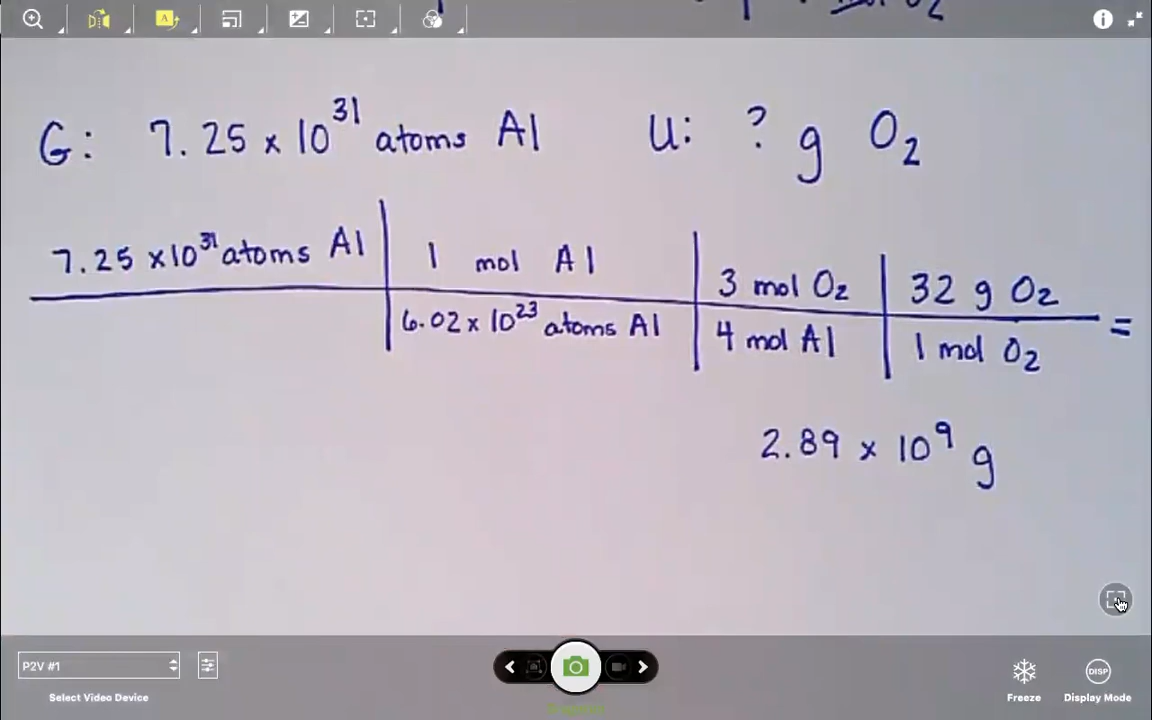 G: 7.25 x 10^31 atoms Al U: ? g O2
7.25 x10^31 atoms Al 1 mol Al 3 mol O2 32 g O2
6.02 x 10^23 atoms Al 4 mol Al 1 mol O2 =
2.89 x 10^9 g
P2V #1
Select Video Device
Freeze
DISP
Display Mode